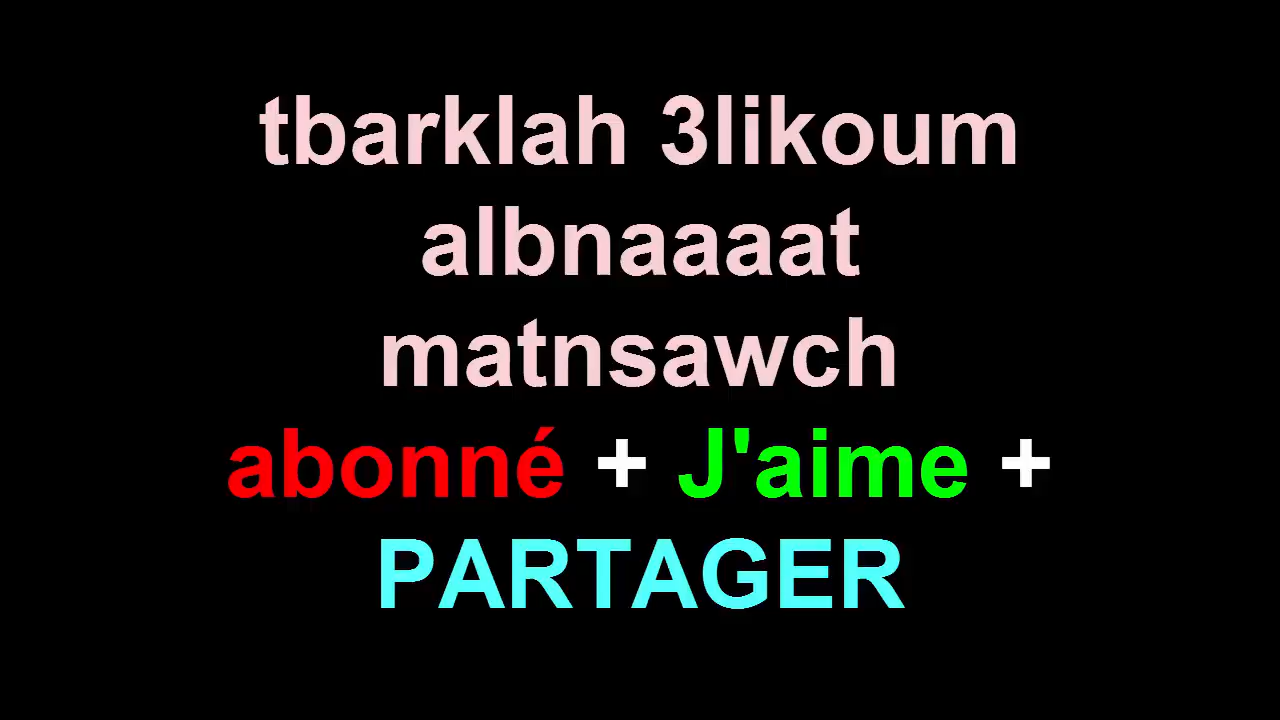 tbarklah 3likoum
albnaaaat
matnsawch
abonné + J'aime +
PARTAGER